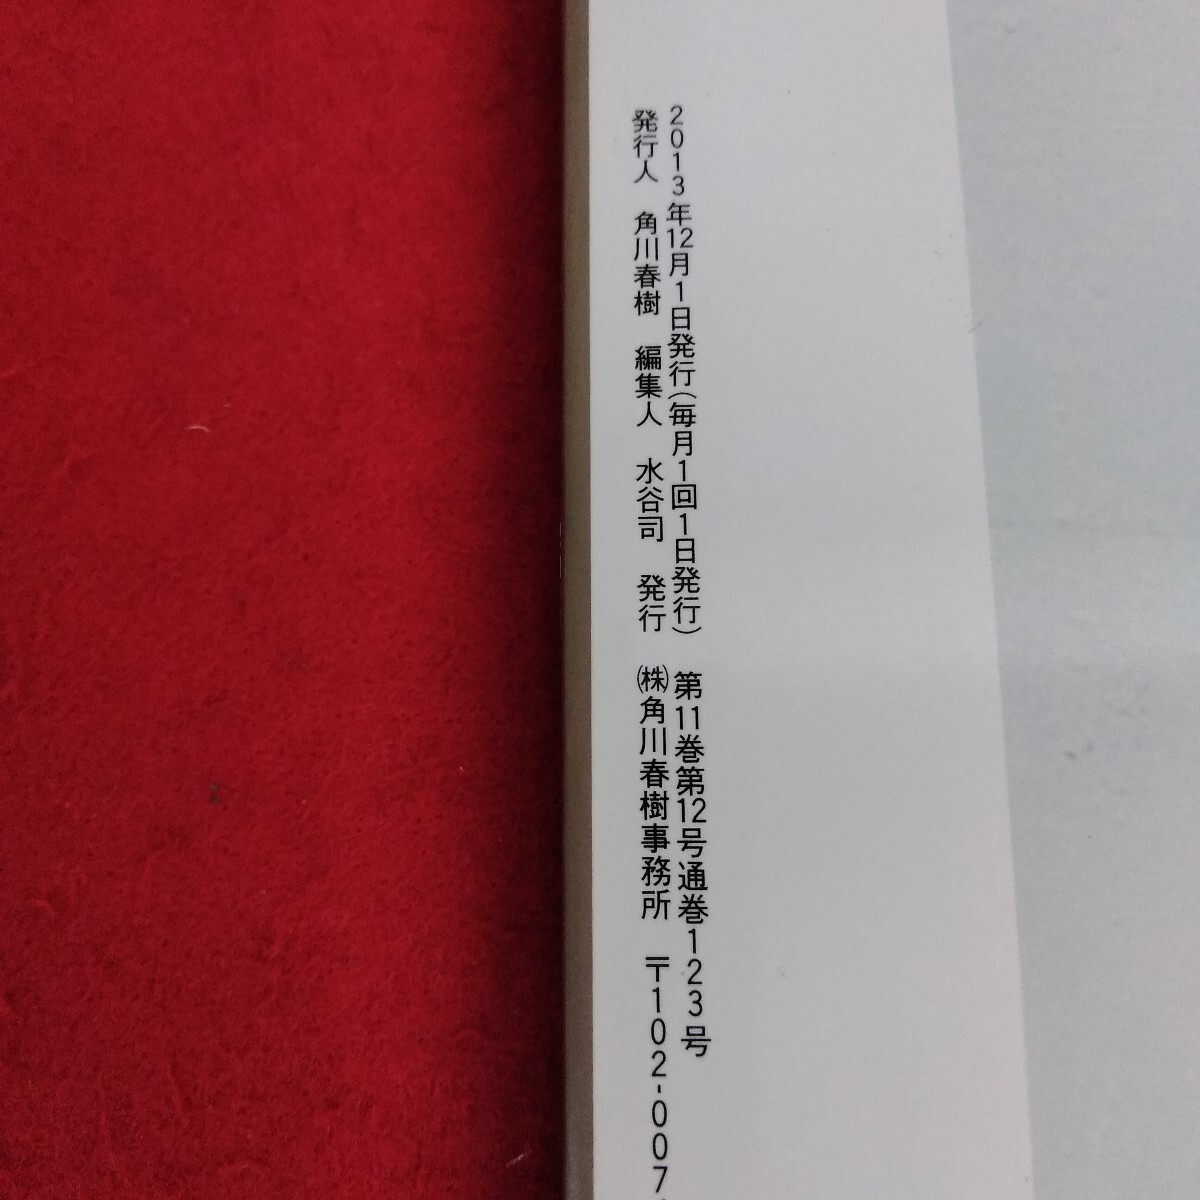 2013年12月1日発行(毎月1回1日発行) 第11巻第12号通巻123号
発行人 角川春樹 編集人 水谷司 発行 ㈱角川春樹事務所 〒102-007